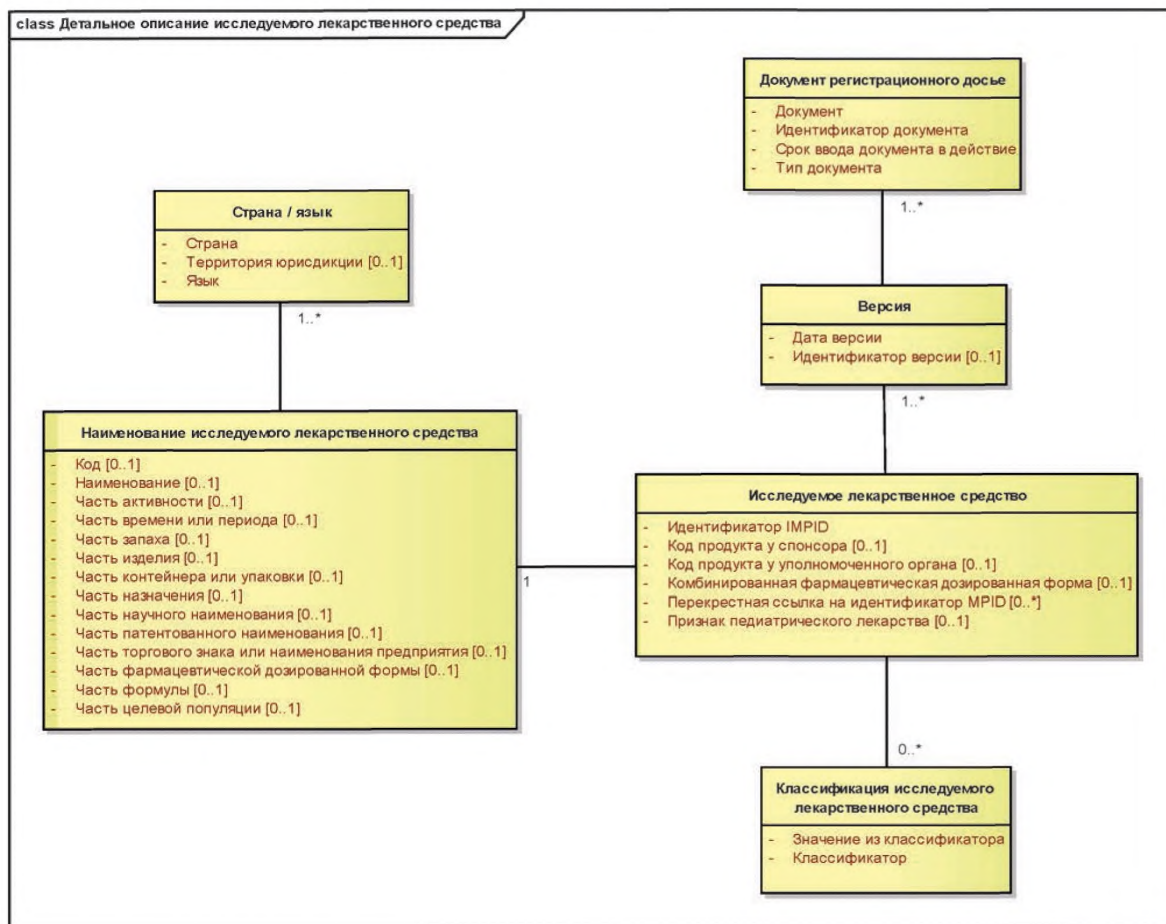 class Детальное описание исследуемого лекарственного средства
Документ регистрационного досье
- Документ
- Идентификатор документа
- Срок ввода документа в действие
- Тип документа
1..*
Страна / язык
- Страна
- Территория юрисдикции [0..1]
- Язык
1..*
Версия
- Дата версии
- Идентификатор версии [0..1]
1..*
Наименование исследуемого лекарственного средства
- Код [0..1]
- Наименование [0..1]
- Часть активности [0..1]
- Часть времени или периода [0..1]
- Часть запаха [0..1]
- Часть изделия [0..1]
- Часть контейнера или упаковки [0..1]
- Часть назначения [0..1]
- Часть научного наименования [0..1]
- Часть патентованного наименования [0..1]
- Часть торгового знака или наименования предприятия [0..1]
- Часть фармацевтической дозированной формы [0..1]
- Часть формулы [0..1]
- Часть целевой популяции [0..1]
1
Исследуемое лекарственное средство
- Идентификатор IMPID
- Код продукта у спонсора [0..1]
- Код продукта у уполномоченного органа [0..1]
- Комбинированная фармацевтическая дозированная форма [0..1]
- Перекрестная ссылка на идентификатор MPID [0..*]
- Признак педиатрического лекарства [0..1]
0..*
Классификация исследуемого
лекарственного средства
- Значение из классификатора
- Классификатор